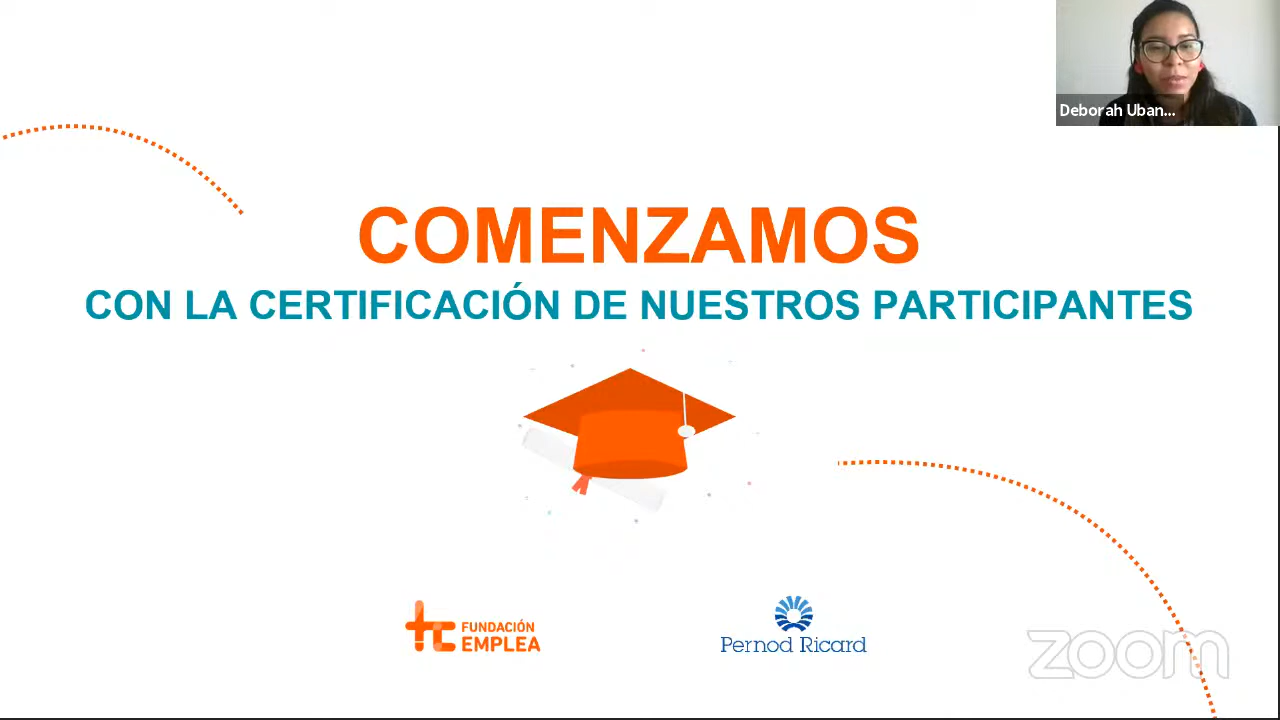 Deborah Uban...
COMENZAMOS
CON LA CERTIFICACIÓN DE NUESTROS PARTICIPANTES
FUNDACIÓN
EMPLEA
Pernod Ricard
zoom